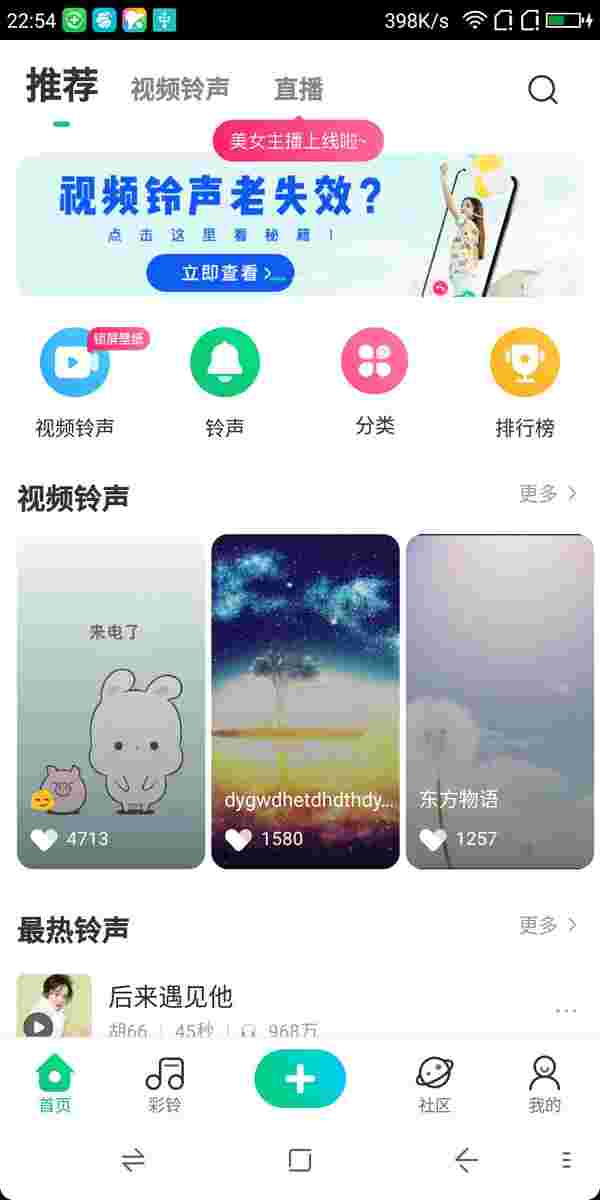 22:54
398K/s
推荐
视频铃声
直播
美女主播上线啦~
视频铃声老失效?
点击这里看秘籍!
立即查看>
锁屏壁纸
视频铃声
铃声
分类
排行榜
视频铃声
更多 >
来电了
4713
dygwdhetdhdthdy...
1580
东方物语
1257
最热铃声
更多 >
后来遇见他
胡66 | 45秒 | 968万
首页
彩铃
社区
我的